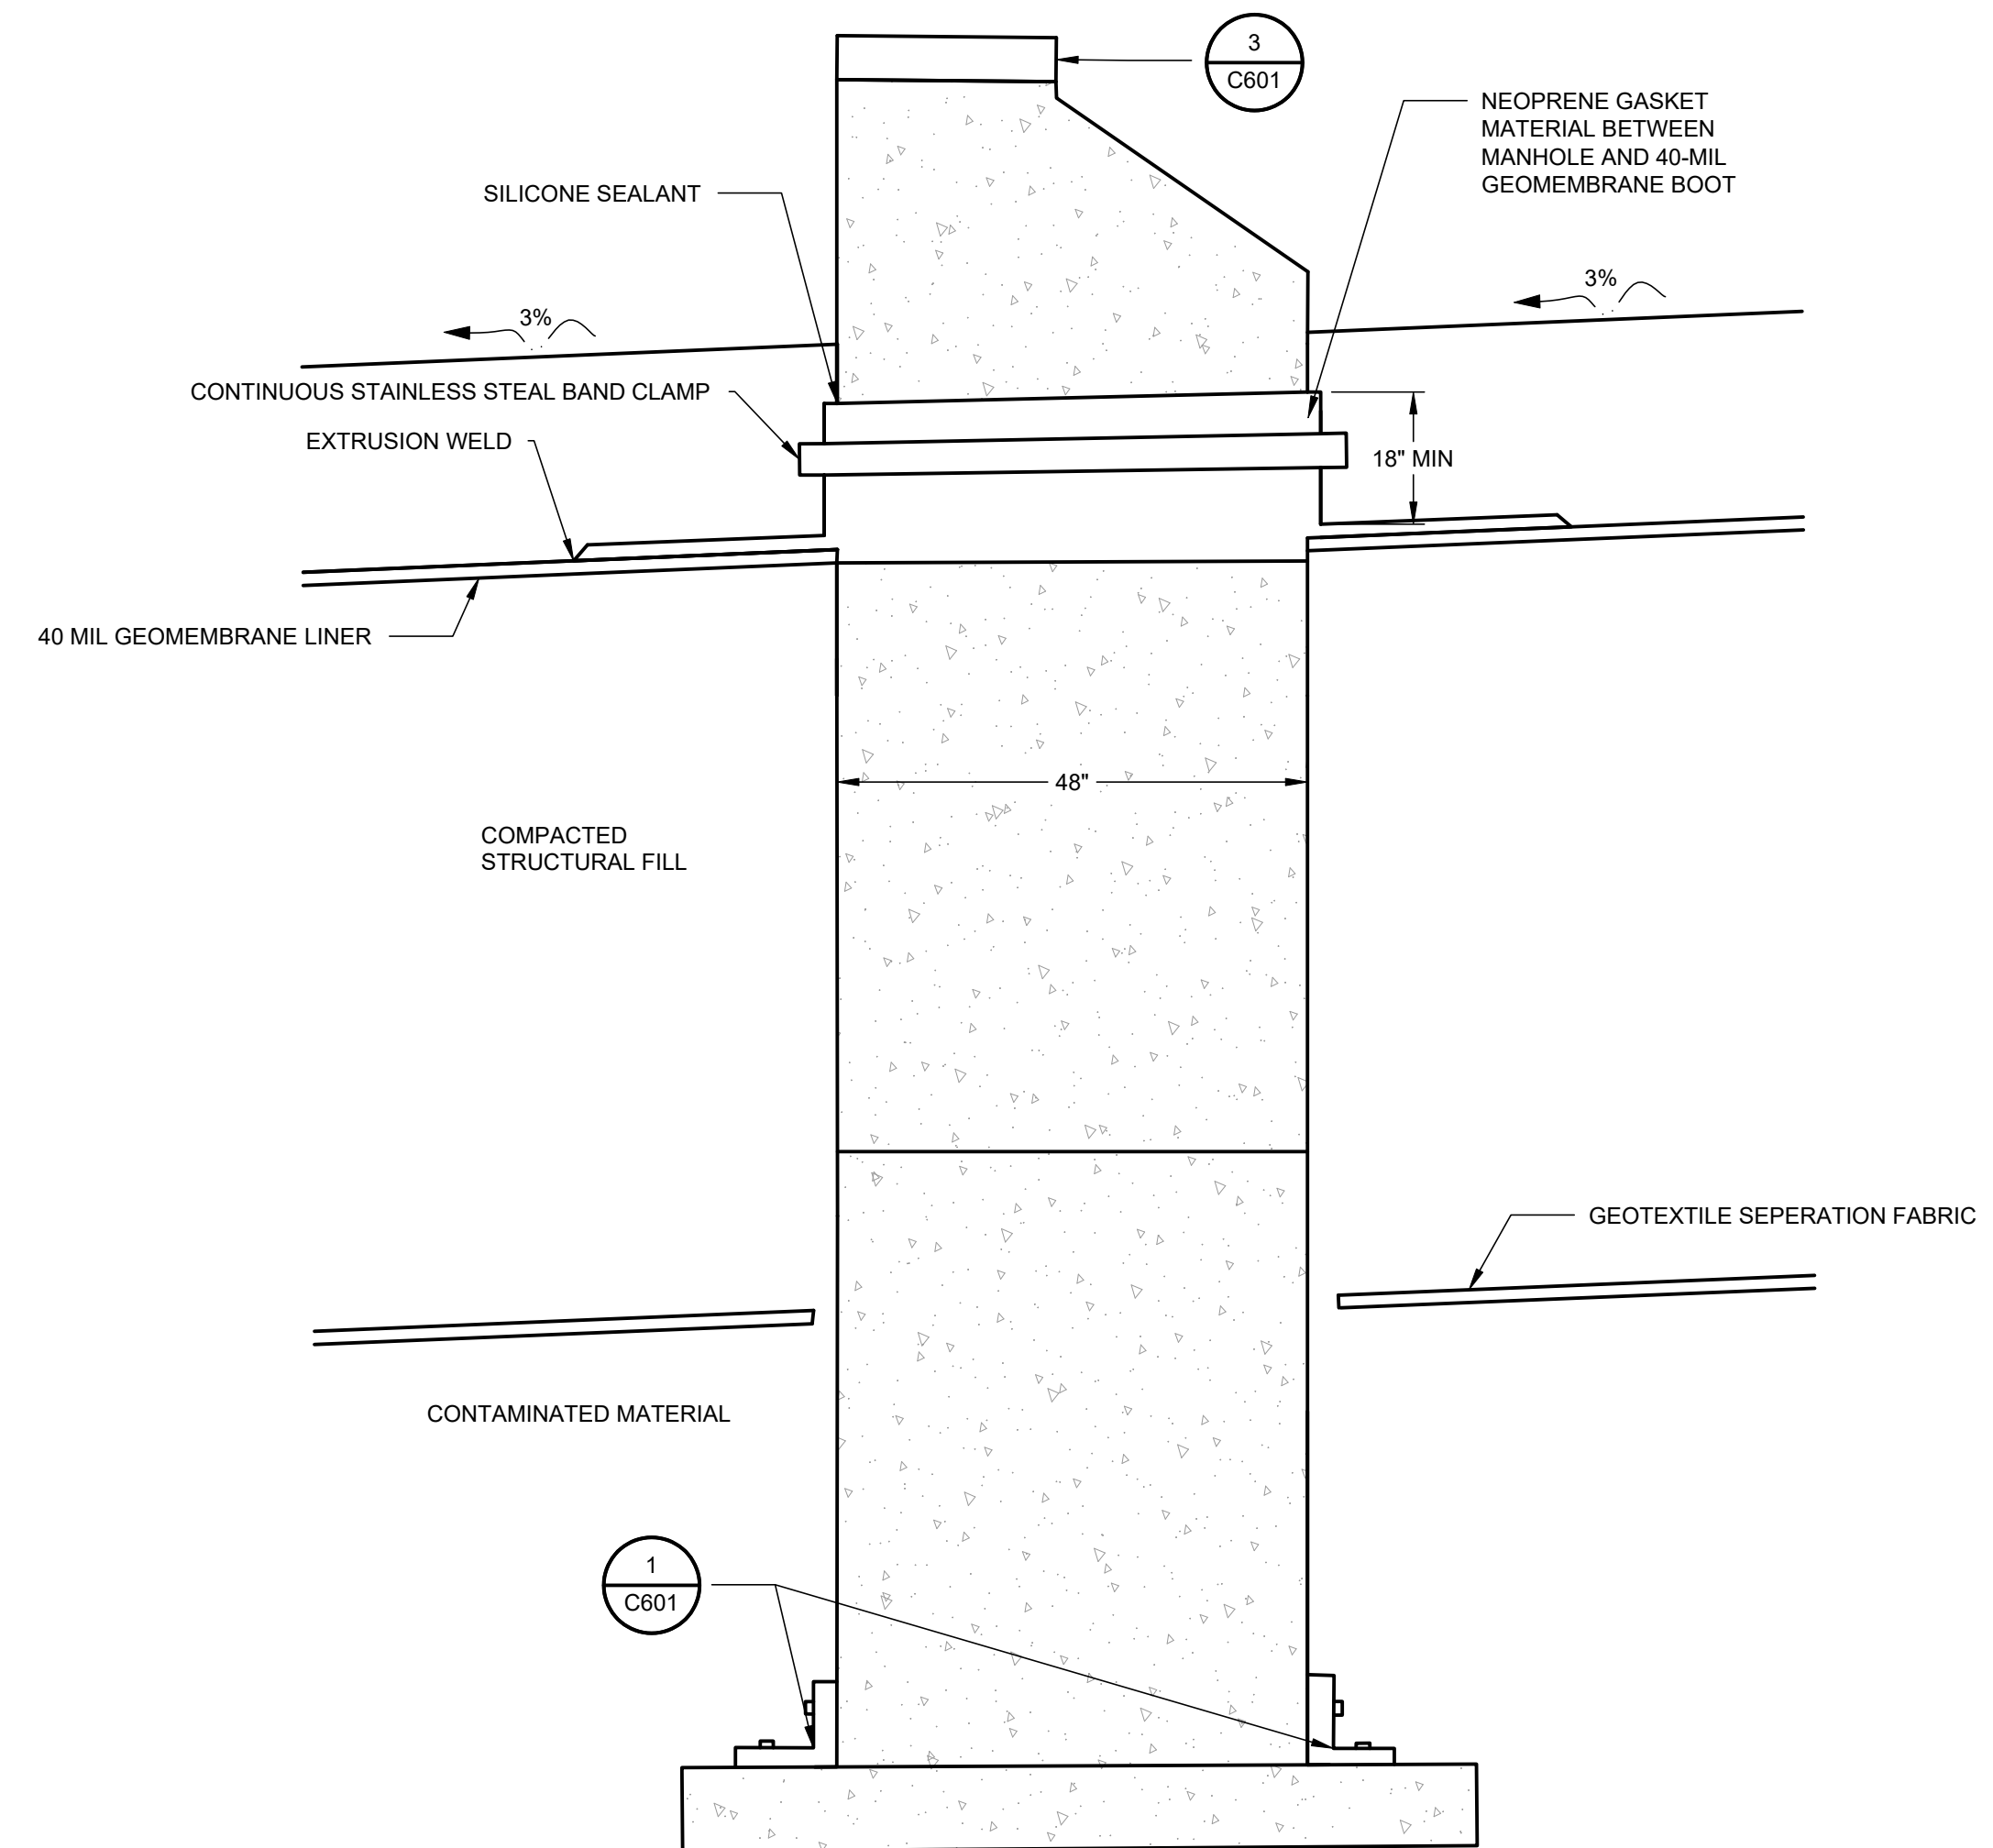 3
C601
NEOPRENE GASKET
MATERIAL BETWEEN
MANHOLE AND 40-MIL
GEOMEMBRANE BOOT
SILICONE SEALANT
3%
3%
CONTINUOUS STAINLESS STEAL BAND CLAMP
EXTRUSION WELD
18" MIN
40 MIL GEOMEMBRANE LINER
48"
COMPACTED
STRUCTURAL FILL
GEOTEXTILE SEPERATION FABRIC
CONTAMINATED MATERIAL
1
C601